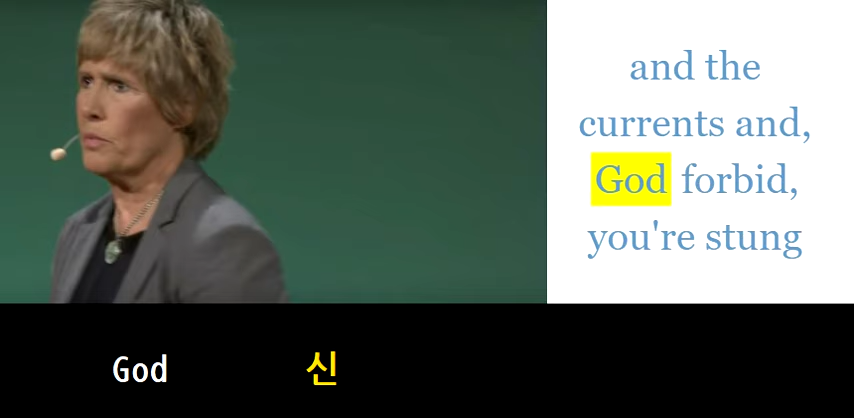 and the
currents and,
God forbid,
you're stung
God 신